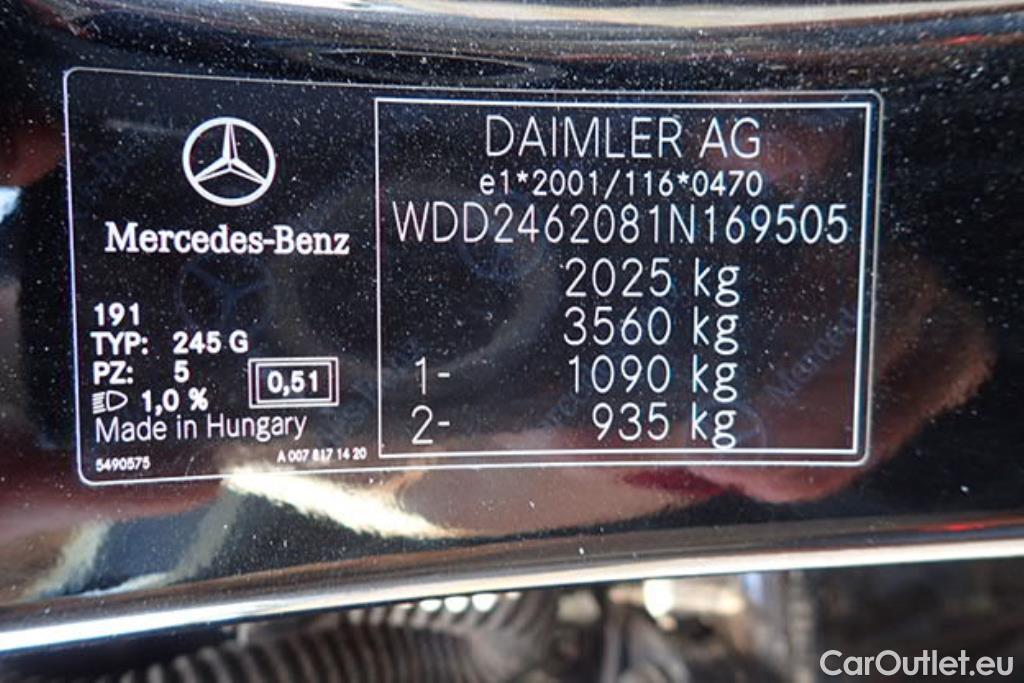 Mercedes-Benz
191
TYP: 245 G
PZ: 5
1,0 %
0,51
Made in Hungary
5490575
A 007 817 14 20
DAIMLER AG
e1*2001/116*0470
WDD2462081N169505
2025 kg
3560 kg
1- 1090 kg
2- 935 kg
CarOutlet.eu